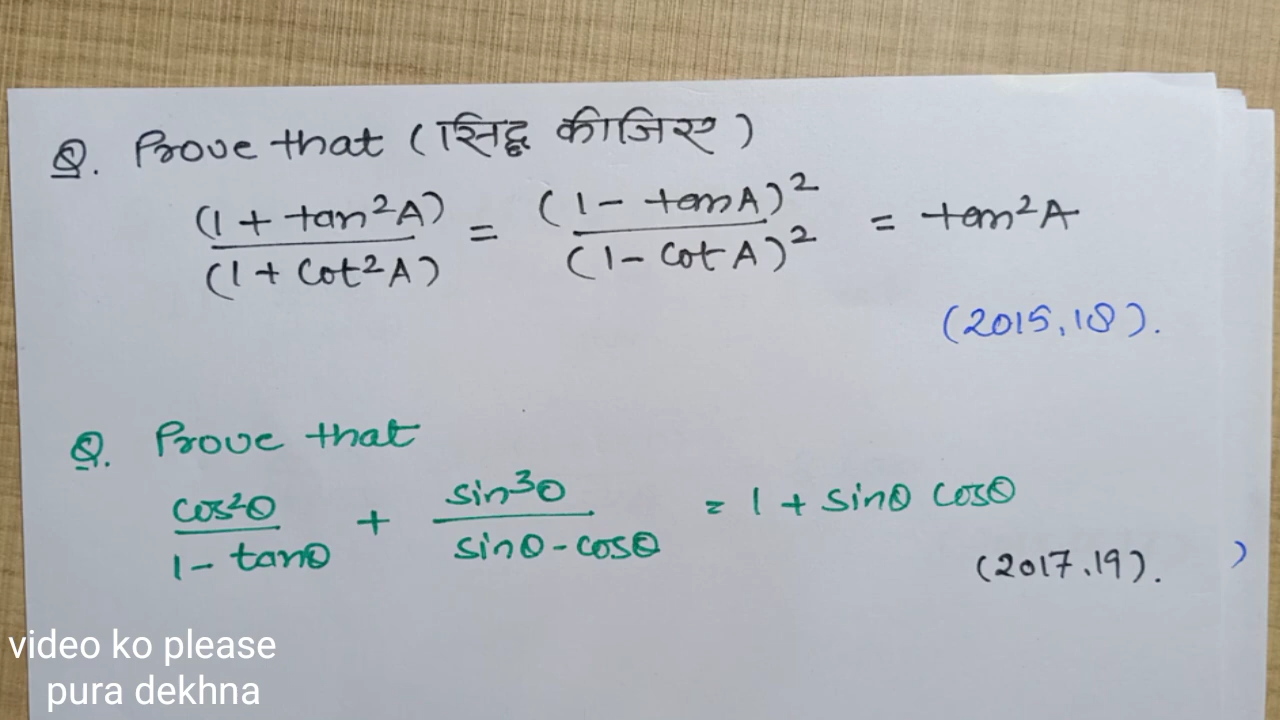 Q. Prove that (सिद्ध कीजिए)
(1 + tan²A) / (1 + cot²A) = (1 - tanA)² / (1 - cotA)² = tan²A
(2015,18).
Q. Prove that
cos²θ / 1 - tanθ + sin³θ / sinθ - cosθ = 1 + sinθ cosθ
(2017,19). )
video ko please
pura dekhna